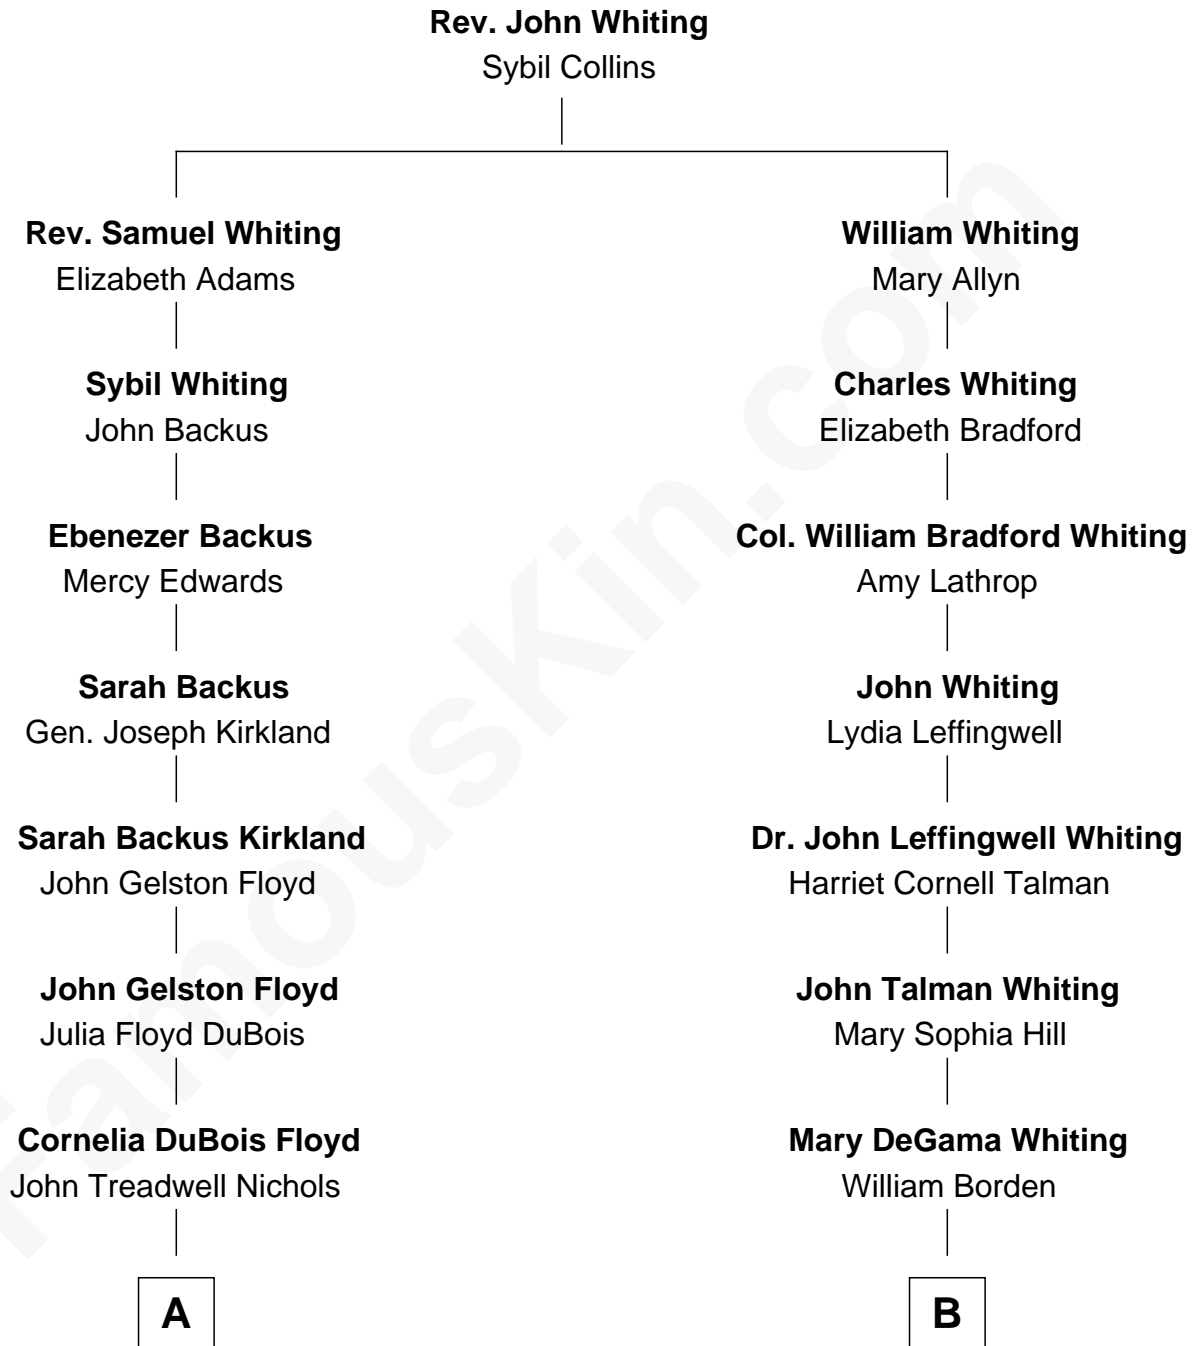 Rev. John Whiting
Sybil Collins
Rev. Samuel Whiting
Elizabeth Adams
William Whiting
Mary Allyn
Sybil Whiting
John Backus
Charles Whiting
Elizabeth Bradford
Ebenezer Backus
Mercy Edwards
Col. William Bradford Whiting
Amy Lathrop
Sarah Backus
Gen. Joseph Kirkland
John Whiting
Lydia Leffingwell
Sarah Backus Kirkland
John Gelston Floyd
Dr. John Leffingwell Whiting
Harriet Cornell Talman
John Gelston Floyd
Julia Floyd DuBois
John Talman Whiting
Mary Sophia Hill
Cornelia DuBois Floyd
John Treadwell Nichols
Mary DeGama Whiting
William Borden
A
B
FamousKin.com